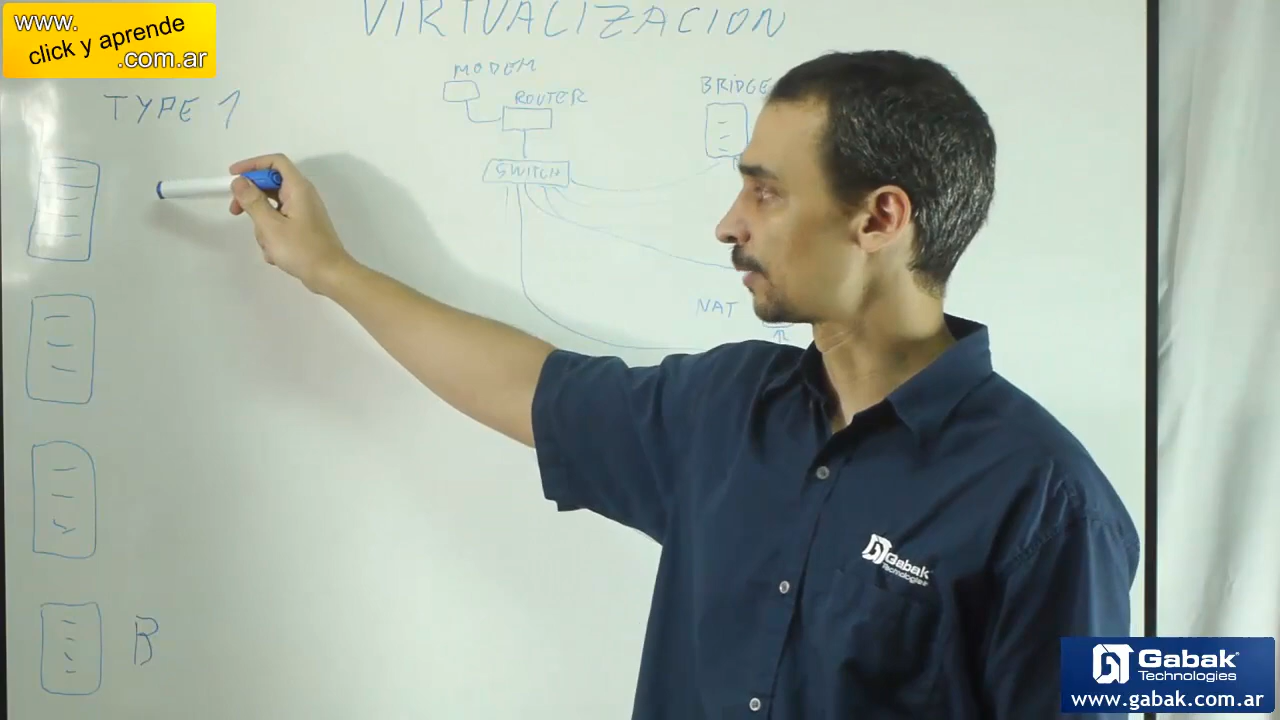 www.
click y aprende
.com.ar
VIRTUALIZACION
MODEM
ROUTER
BRIDGE
TYPE 1
SWITCH
NAT
B
Gabak
Technologies
Gabak
Technologies
www.gabak.com.ar